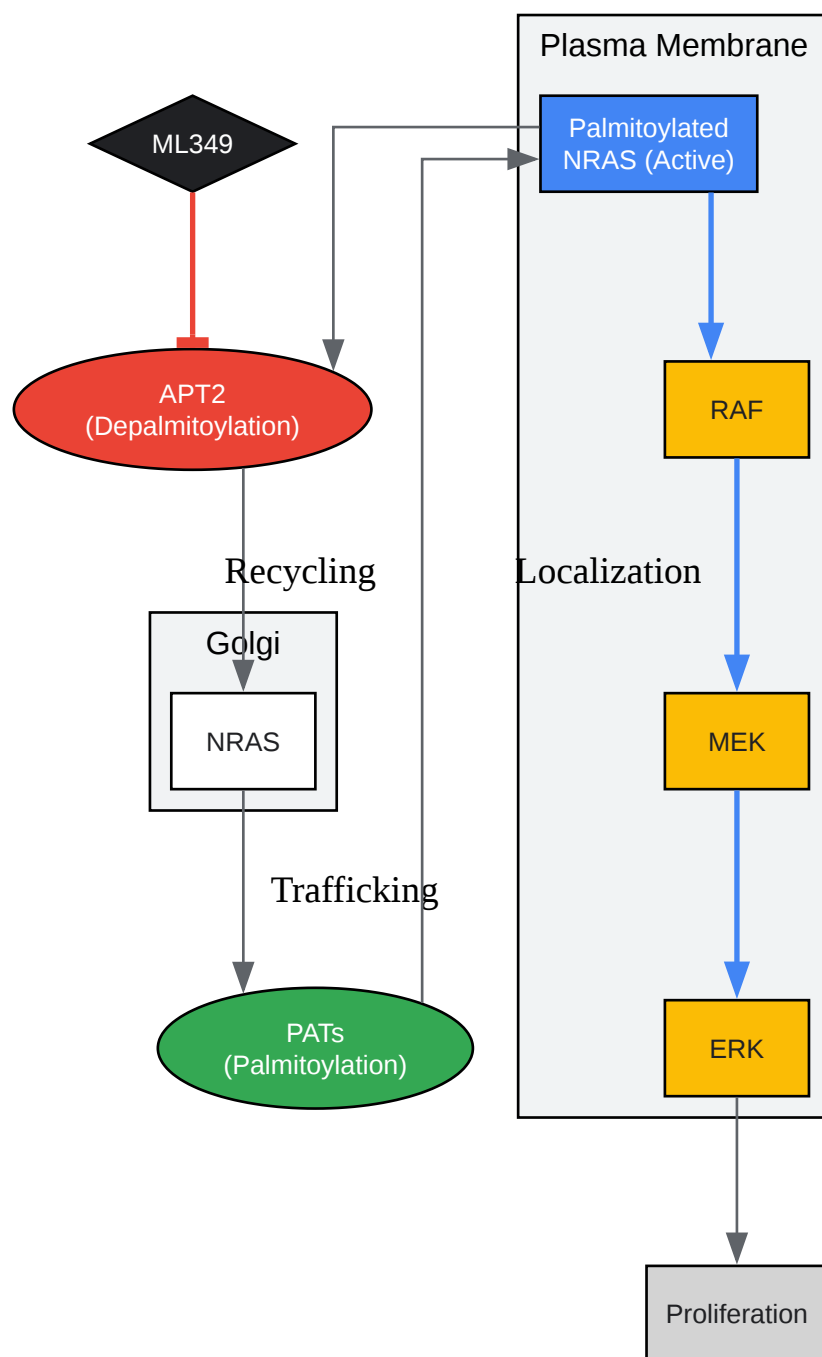 Plasma Membrane
ML349
Palmitoylated
NRAS (Active)
APT2
(Depalmitoylation)
RAF
Recycling
Localization
Golgi
NRAS
MEK
Trafficking
PATs
(Palmitoylation)
ERK
Proliferation